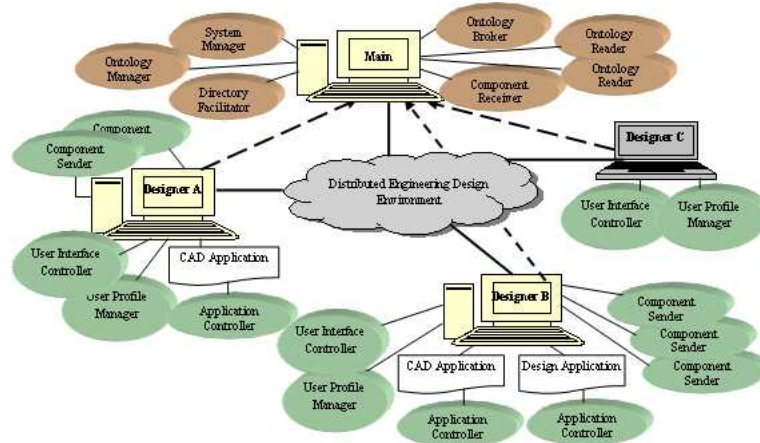 System
Manager
Ontology
Broker
Ontology
Reader
Ontology
Manager
Main
Ontology
Reader
Directory
Facilitator
Component
Receiver
Component
Component
Sender
Designer C
Designer A
Distributed Engineering Design
Environment
User Interface
Controller
User Profile
Manager
User Interface
Controller
CAD Application
User Profile
Manager
Application
Controller
Designer B
Component
Sender
Component
Sender
Component
Sender
User Interface
Controller
CAD Application
Design Application
User Profile
Manager
Application
Controller
Application
Controller